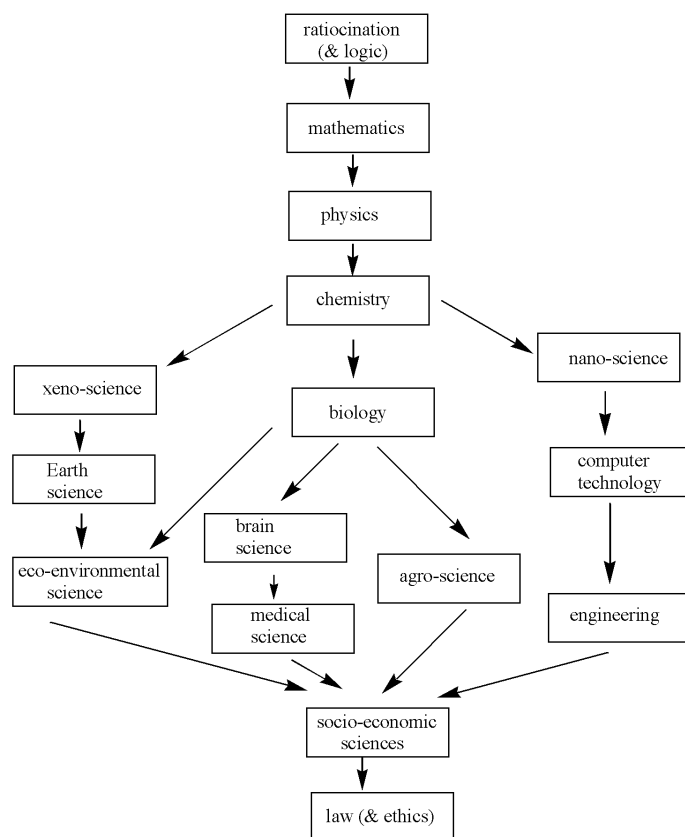 ratiocination
(& logic)
mathematics
physics
chemistry
xeno-science
nano-science
biology
Earth
science
computer
technology
brain
science
eco-environmental
science
agro-science
medical
science
engineering
socio-economic
sciences
law (& ethics)